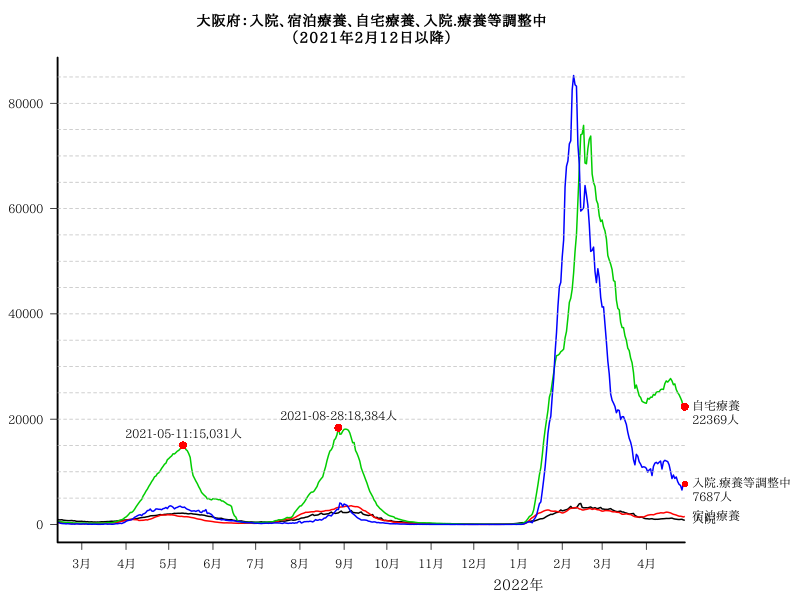 大阪府：入院、宿泊療養、自宅療養、入院.療養等調整中
（2021年2月12日以降）
80000
60000
40000
20000
0
2021-05-11:15,031人
2021-08-28:18,384人
自宅療養
22369人
入院.療養等調整中
7687人
宿泊療養
入院
3月 4月 5月 6月 7月 8月 9月 10月 11月 12月 1月 2月 3月 4月
2022年